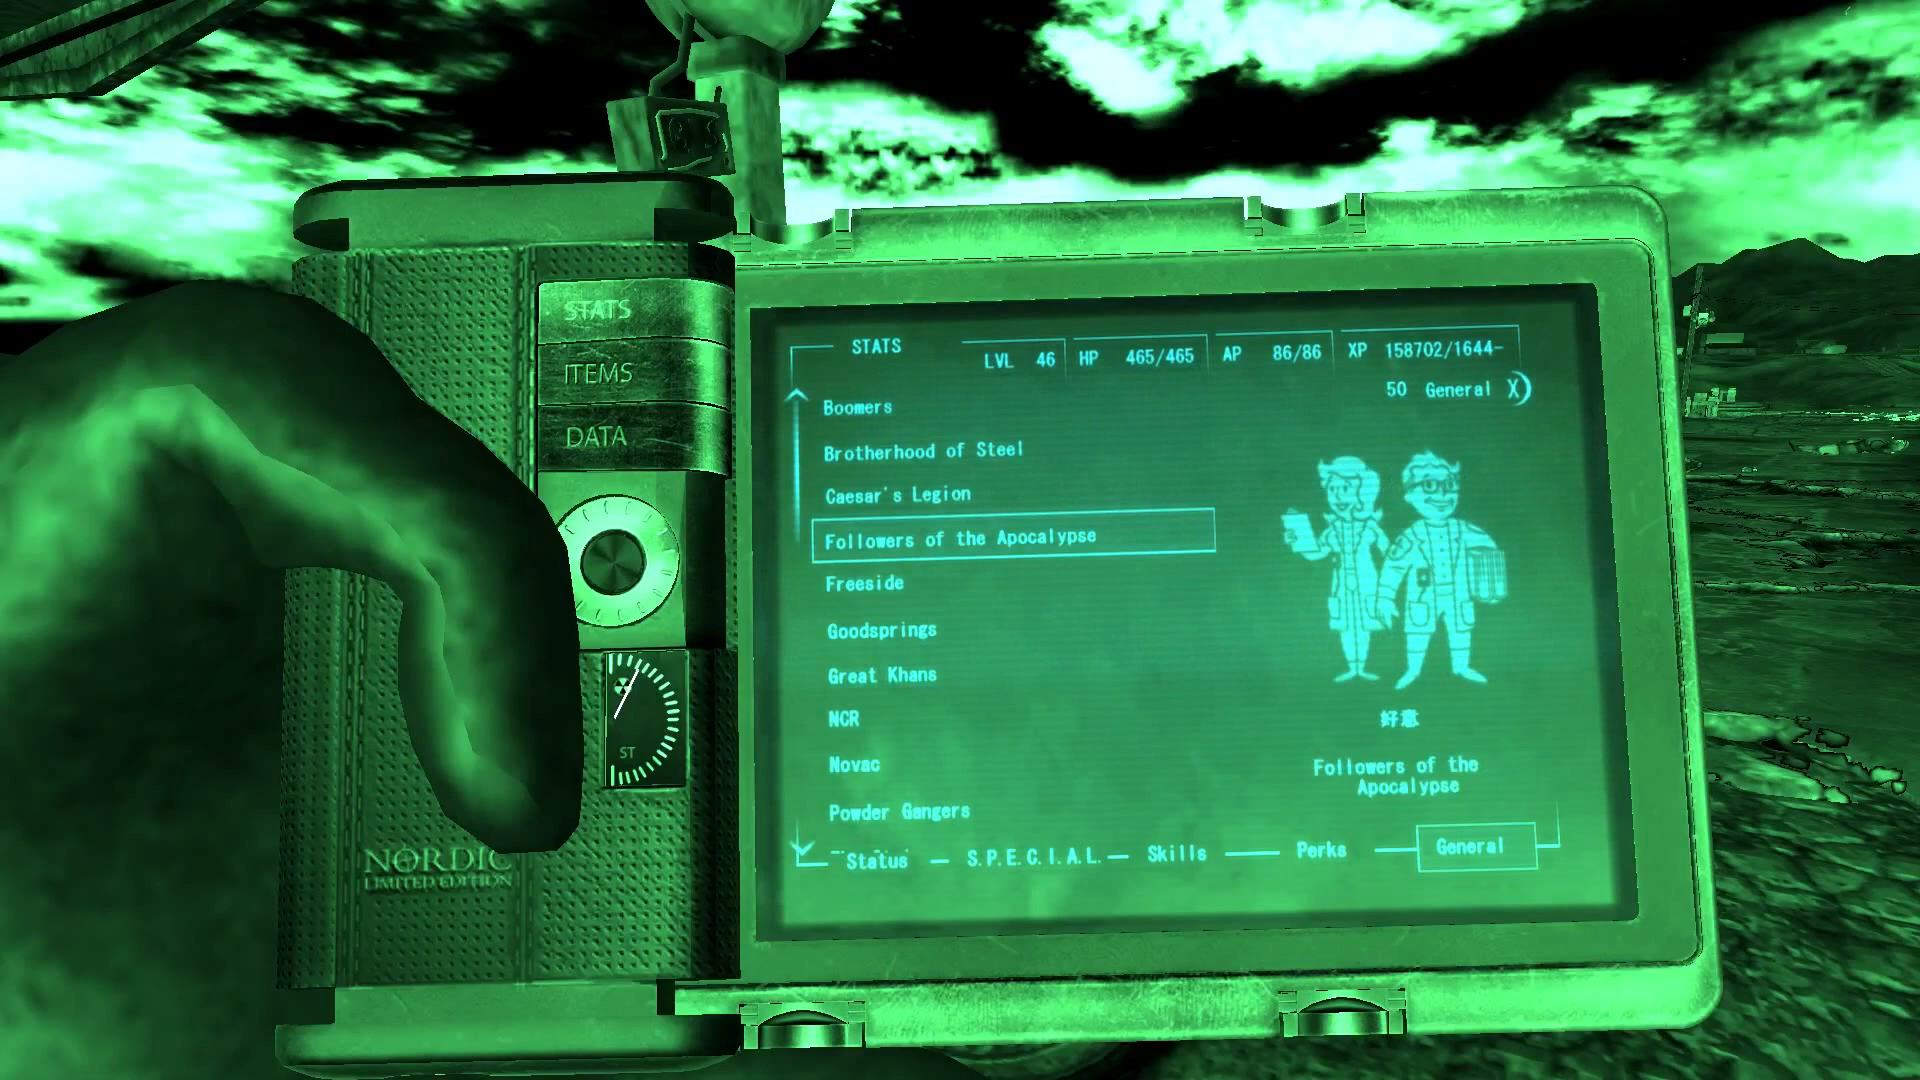 STATS
ITEMS
DATA
ST
NORDIC
LIMITED EDITION
STATS
LVL 46 HP 465/465 AP 86/86 XP 158702/1644-
50 General X)
Boomers
Brotherhood of Steel
Caesar's Legion
Followers of the Apocalypse
Freeside
Goodsprings
Great Khans
NCR
Novac
Powder Gangers
好意
Followers of the
Apocalypse
Status S.P.E.C.I.A.L. Skills Perks General